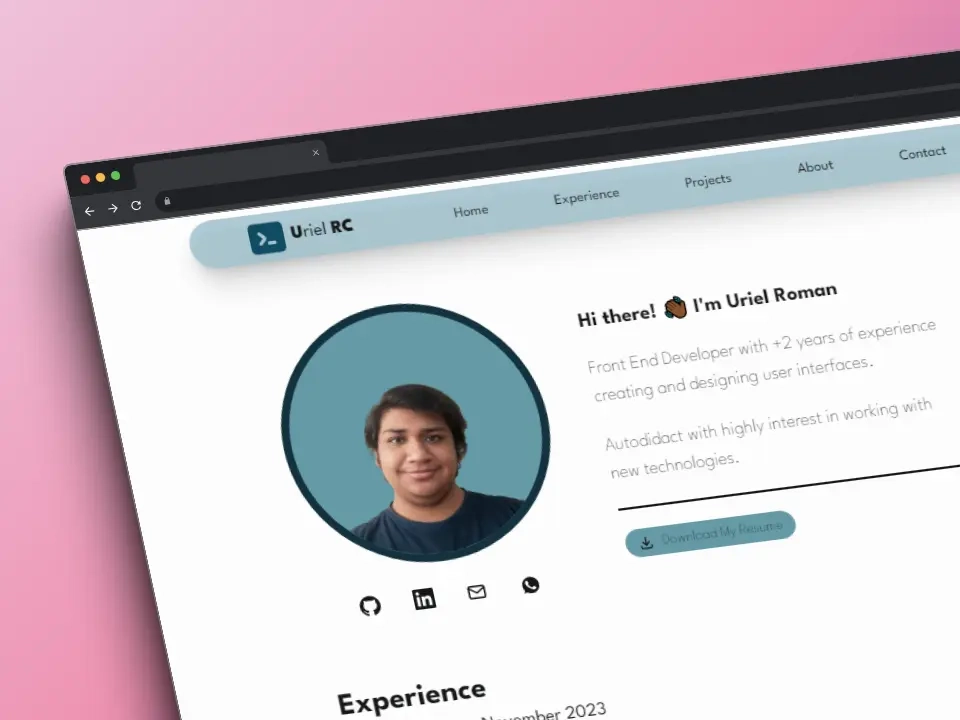 Uriel RC
Home
Experience
Projects
About
Contact
Hi there! 👋🏾 I'm Uriel Roman
Front End Developer with +2 years of experience
creating and designing user interfaces.
Autodidact with highly interest in working with
new technologies.
Download My Resume
in
Experience
November 2023